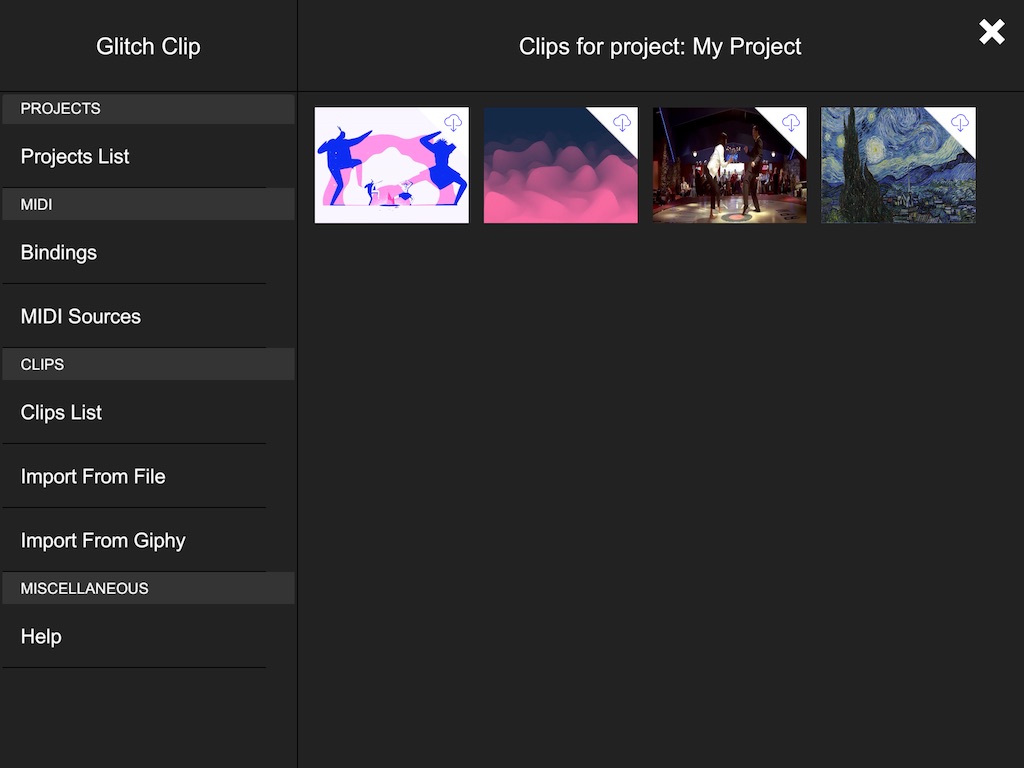 Glitch Clip
Clips for project: My Project
PROJECTS
Projects List
MIDI
Bindings
MIDI Sources
CLIPS
Clips List
Import From File
Import From Giphy
MISCELLANEOUS
Help